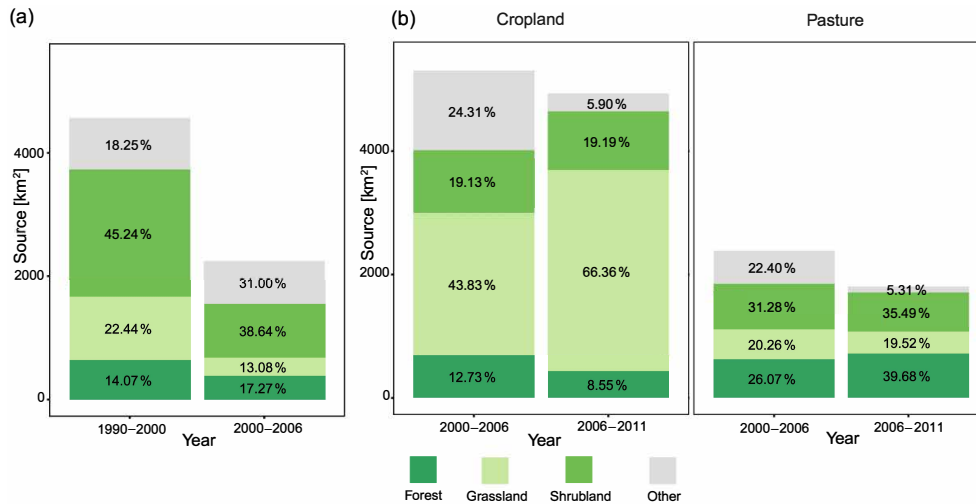 (a)
Source [km²]
4000
2000
0
18.25 %
45.24 %
22.44 %
14.07 %
31.00 %
38.64 %
13.08 %
17.27 %
1990–2000
2000–2006
Year
(b)
Cropland
Pasture
Source [km²]
4000
2000
0
24.31 %
19.13 %
43.83 %
12.73 %
5.90 %
19.19 %
66.36 %
8.55 %
22.40 %
31.28 %
20.26 %
26.07 %
5.31 %
35.49 %
19.52 %
39.68 %
2000–2006
2006–2011
2000–2006
2006–2011
Year
Year
Forest
Grassland
Shrubland
Other